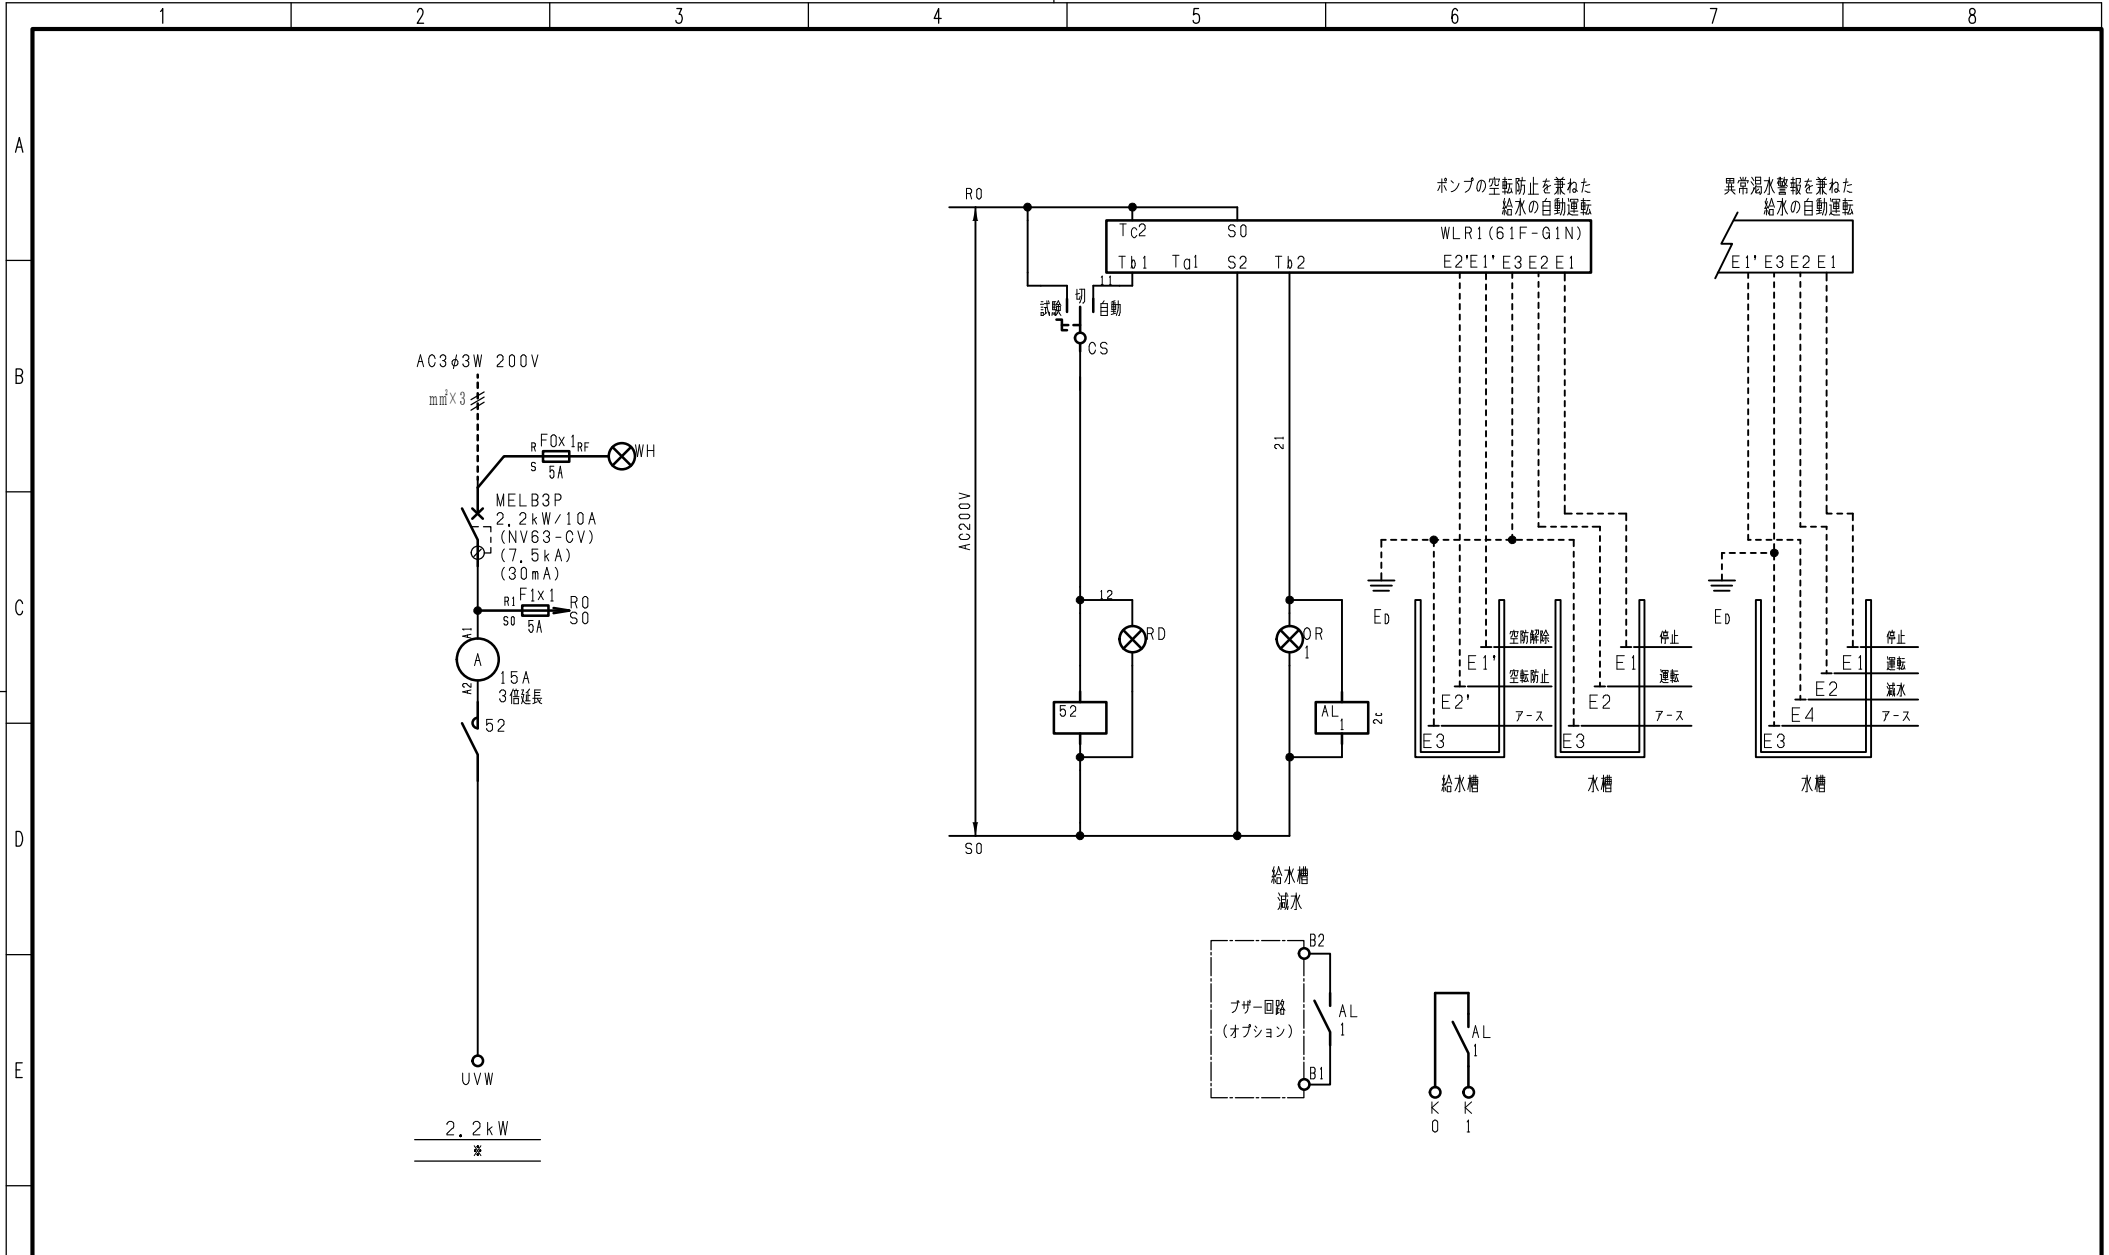 1 2 3 4 5 6 7 8
A
B
C
D
E
AC3φ3W 200V
mm²×3
R F0x1 RF
S 5A
WH
MELB3P
2.2kW/10A
(NV63-CV)
(7.5kA)
(30mA)
R1 F1x1 R0
S0 5A S0
A1
A
A2
15A
3倍延長
52
UVW
2.2kW
※
R0
AC200V
S0
ポンプの空転防止を兼ねた
給水の自動運転
Tc2 S0 WLR1(61F-G1N)
Tb1 Ta1 S2 Tb2 E2' E1' E3 E2 E1
11
試験 切 自動
CS
21
12
RD
52
OR
1
AL
1
2c
ED
空防解除
E1'
空転防止
E2'
アース
E3
給水槽
停止
E1
運転
E2
アース
E3
水槽
異常渇水警報を兼ねた
給水の自動運転
E1' E3 E2 E1
ED
停止
E1
運転
E2
減水
E4
アース
E3
水槽
給水槽
減水
B2
ブザー回路
(オプション)
AL
1
B1
AL
1
K K
0 1